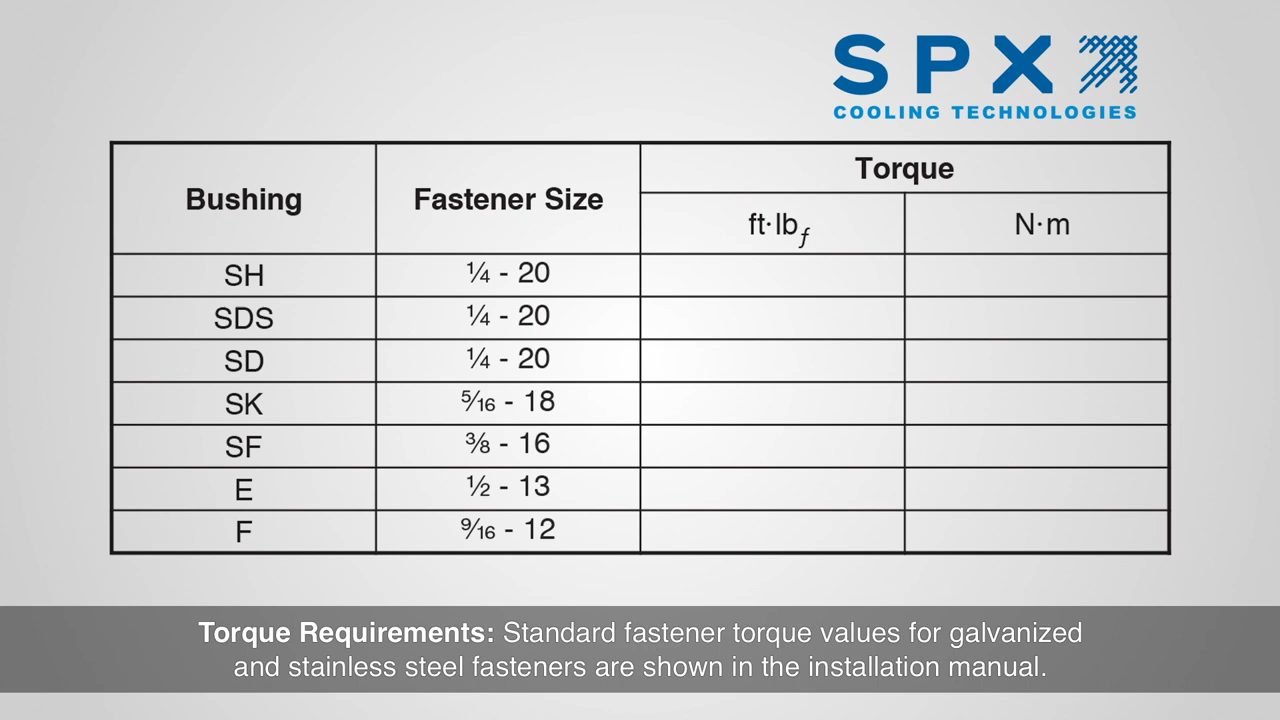 SPX
COOLING TECHNOLOGIES
Bushing Fastener Size Torque
ft·lbf N·m
SH ¼ - 20
SDS ¼ - 20
SD ¼ - 20
SK 5⁄16 - 18
SF ⅜ - 16
E ½ - 13
F 9⁄16 - 12
Torque Requirements: Standard fastener torque values for galvanized
and stainless steel fasteners are shown in the installation manual.